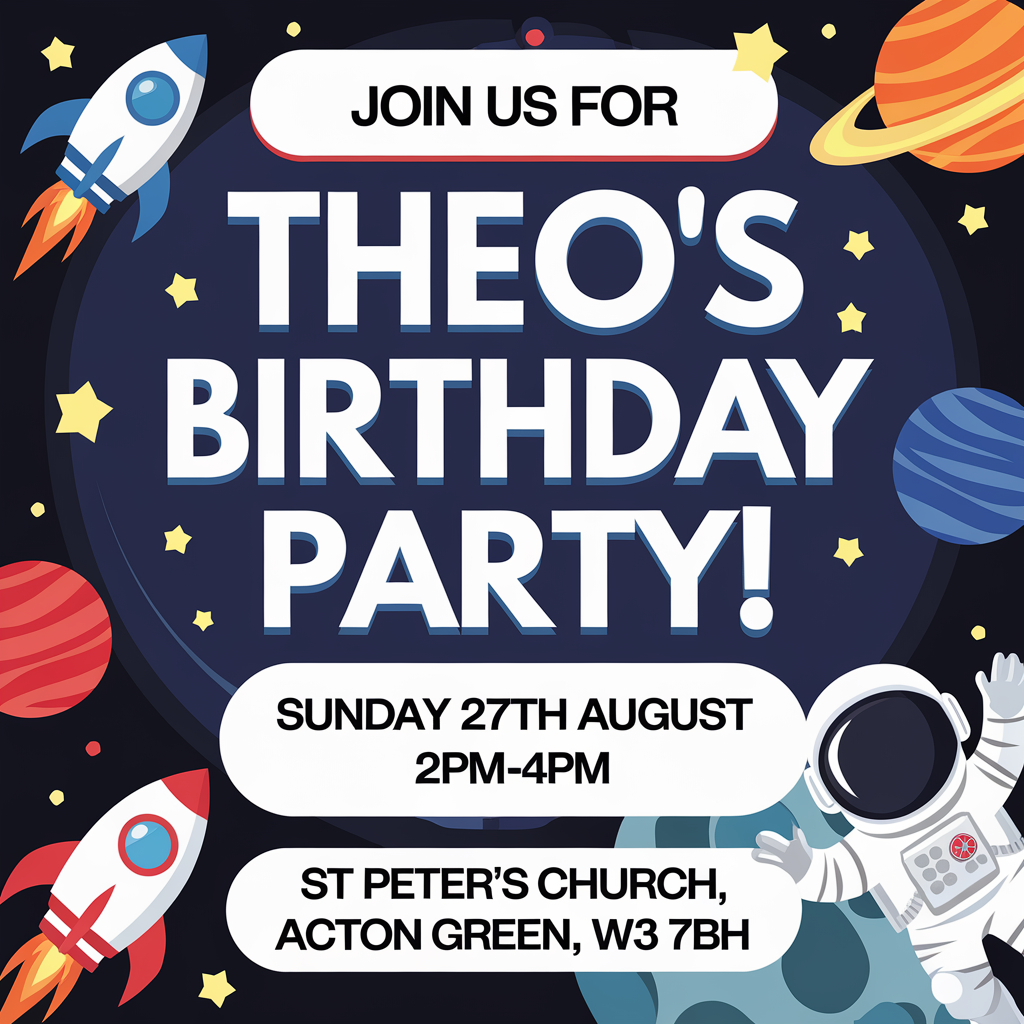 JOIN US FOR
THEO'S
BIRTHDAY
PARTY!
SUNDAY 27TH AUGUST
2PM-4PM
ST PETER’S CHURCH,
ACTON GREEN, W3 7BH